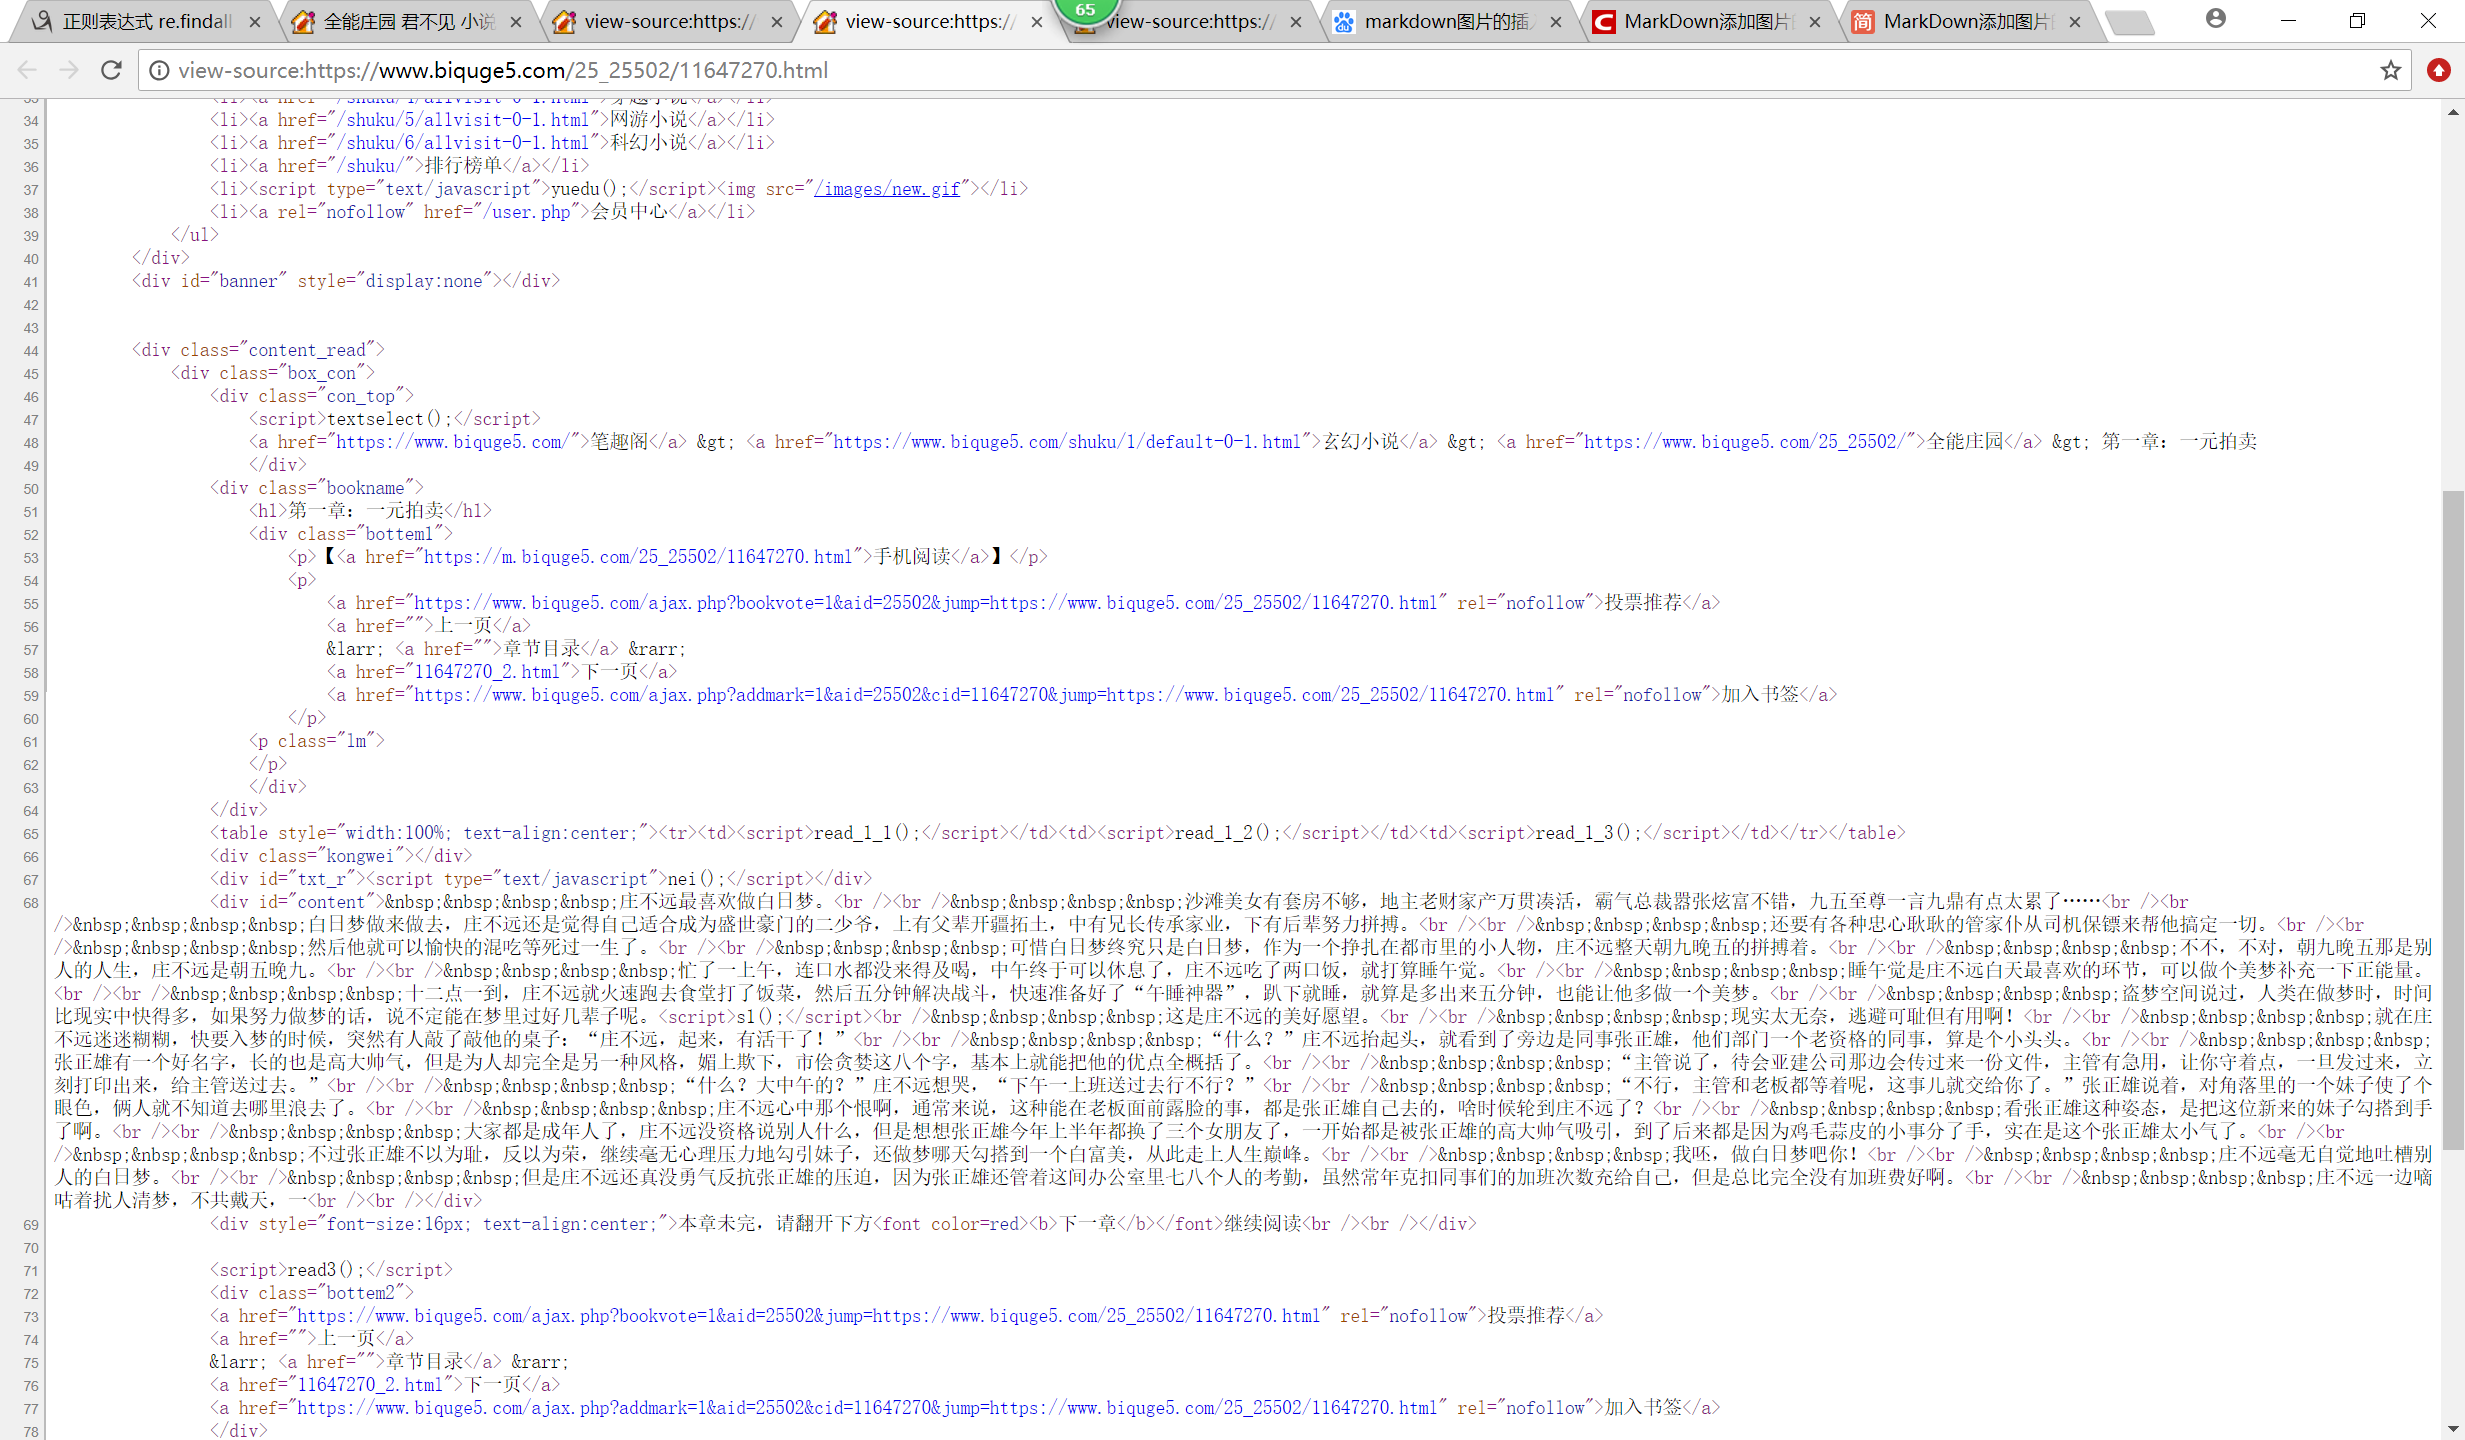 正则表达式 re.findall
全能庄园 君不见 小说
view-source:https://
view-source:https://
65
view-source:https://
markdown图片的插
MarkDown添加图片
MarkDown添加图片
view-source:https://www.biquge5.com/25_25502/11647270.html
34 <li><a href="/shuku/5/allvisit-0-1.html">网游小说</a></li>
35 <li><a href="/shuku/6/allvisit-0-1.html">科幻小说</a></li>
36 <li><a href="/shuku/">排行榜单</a></li>
37 <li><script type="text/javascript">yuedu();</script><img src="/images/new.gif"></li>
38 <li><a rel="nofollow" href="/user.php">会员中心</a></li>
39 </ul>
40 </div>
41 <div id="banner" style="display:none"></div>
42
43
44 <div class="content_read">
45 <div class="box_con">
46 <div class="con_top">
47 <script>textselect();</script>
48 <a href="https://www.biquge5.com/">笔趣阁</a> &gt; <a href="https://www.biquge5.com/shuku/1/default-0-1.html">玄幻小说</a> &gt; <a href="https://www.biquge5.com/25_25502/">全能庄园</a> &gt; 第一章：一元拍卖
49 </div>
50 <div class="bookname">
51 <h1>第一章：一元拍卖</h1>
52 <div class="bottem1">
53 <p>【<a href="https://m.biquge5.com/25_25502/11647270.html">手机阅读</a>】</p>
54 <p>
55 <a href="https://www.biquge5.com/ajax.php?bookvote=1&aid=25502&jump=https://www.biquge5.com/25_25502/11647270.html" rel="nofollow">投票推荐</a>
56 <a href="">上一页</a>
57 &larr; <a href="">章节目录</a> &rarr;
58 <a href="11647270_2.html">下一页</a>
59 <a href="https://www.biquge5.com/ajax.php?addmark=1&aid=25502&cid=11647270&jump=https://www.biquge5.com/25_25502/11647270.html" rel="nofollow">加入书签</a>
60 </p>
61 <p class="lm">
62 </p>
63 </div>
64 </div>
65 <table style="width:100%; text-align:center;"><tr><td><script>read_1_1();</script></td><td><script>read_1_2();</script></td><td><script>read_1_3();</script></td></tr></table>
66 <div class="kongwei"></div>
67 <div id="txt_r"><script type="text/javascript">nei();</script></div>
68 <div id="content">&nbsp;&nbsp;&nbsp;&nbsp;庄不远最喜欢做白日梦。<br /><br />&nbsp;&nbsp;&nbsp;&nbsp;沙滩美女有套房不够，地主老财家产万贯凑活，霸气总裁嚣张炫富不错，九五至尊一言九鼎有点太累了……<br /><br
/>&nbsp;&nbsp;&nbsp;&nbsp;白日梦做来做去，庄不远还是觉得自己适合成为盛世豪门的二少爷，上有父辈开疆拓土，中有兄长传承家业，下有后辈努力拼搏。<br /><br />&nbsp;&nbsp;&nbsp;&nbsp;还要有各种忠心耿耿的管家仆从司机保镖来帮他搞定一切。<br /><br
/>&nbsp;&nbsp;&nbsp;&nbsp;然后他就可以愉快的混吃等死过一生了。<br /><br />&nbsp;&nbsp;&nbsp;&nbsp;可惜白日梦终究只是白日梦，作为一个挣扎在都市里的小人物，庄不远整天朝九晚五的拼搏着。<br /><br />&nbsp;&nbsp;&nbsp;&nbsp;不不，不对，朝九晚五那是别
人的人生，庄不远是朝五晚九。<br /><br />&nbsp;&nbsp;&nbsp;&nbsp;忙了一上午，连口水都没来得及喝，中午终于可以休息了，庄不远吃了两口饭，就打算睡午觉。<br /><br />&nbsp;&nbsp;&nbsp;&nbsp;睡午觉是庄不远白天最喜欢的环节，可以做个美梦补充一下正能量。
<br /><br />&nbsp;&nbsp;&nbsp;&nbsp;十二点一到，庄不远就火速跑去食堂打了饭菜，然后五分钟解决战斗，快速准备好了“午睡神器”，趴下就睡，就算是多出来五分钟，也能让他多做一个美梦。<br /><br />&nbsp;&nbsp;&nbsp;&nbsp;盗梦空间说过，人类在做梦时，时间
比现实中快得多，如果努力做梦的话，说不定能在梦里过好几辈子呢。<script>s1();</script><br />&nbsp;&nbsp;&nbsp;&nbsp;这是庄不远的美好愿望。<br /><br />&nbsp;&nbsp;&nbsp;&nbsp;现实太无奈，逃避可耻但有用啊！<br /><br />&nbsp;&nbsp;&nbsp;&nbsp;就在庄
不远迷迷糊糊，快要入梦的时候，突然有人敲了敲他的桌子：“庄不远，起来，有活干了！”<br /><br />&nbsp;&nbsp;&nbsp;&nbsp;“什么？”庄不远抬起头，就看到了旁边是同事张正雄，他们部门一个老资格的同事，算是个小头头。<br /><br />&nbsp;&nbsp;&nbsp;&nbsp;
张正雄有一个好名字，长的也是高大帅气，但是为人却完全是另一种风格，媚上欺下，市侩贪婪这八个字，基本上就能把他的优点全概括了。<br /><br />&nbsp;&nbsp;&nbsp;&nbsp;“主管说了，待会亚建公司那边会传过来一份文件，主管有急用，让你守着点，一旦发过来，立
刻打印出来，给主管送过去。”<br /><br />&nbsp;&nbsp;&nbsp;&nbsp;“什么？大中午的？”庄不远想哭，“下午一上班送过去行不行？”<br /><br />&nbsp;&nbsp;&nbsp;&nbsp;“不行，主管和老板都等着呢，这事儿就交给你了。”张正雄说着，对角落里的一个妹子使了个
眼色，俩人就不知道去哪里浪去了。<br /><br />&nbsp;&nbsp;&nbsp;&nbsp;庄不远心中那个恨啊，通常来说，这种能在老板面前露脸的事，都是张正雄自己去的，啥时候轮到庄不远了？<br /><br />&nbsp;&nbsp;&nbsp;&nbsp;看张正雄这种姿态，是把这位新来的妹子勾搭到手
了啊。<br /><br />&nbsp;&nbsp;&nbsp;&nbsp;大家都是成年人了，庄不远没资格说别人什么，但是想想张正雄今年上半年都换了三个女朋友了，一开始都是被张正雄的高大帅气吸引，到了后来都是因为鸡毛蒜皮的小事分了手，实在是这个张正雄太小气了。<br /><br
/>&nbsp;&nbsp;&nbsp;&nbsp;不过张正雄不以为耻，反以为荣，继续毫无心理压力地勾引妹子，还做梦哪天勾搭到一个白富美，从此走上人生巅峰。<br /><br />&nbsp;&nbsp;&nbsp;&nbsp;我呸，做白日梦吧你！<br /><br />&nbsp;&nbsp;&nbsp;&nbsp;庄不远毫无自觉地吐槽别
人的白日梦。<br /><br />&nbsp;&nbsp;&nbsp;&nbsp;但是庄不远还真没勇气反抗张正雄的压迫，因为张正雄还管着这间办公室里七八个人的考勤，虽然常年克扣同事们的加班次数充给自己，但是总比完全没有加班费好啊。<br /><br />&nbsp;&nbsp;&nbsp;&nbsp;庄不远一边嘀
咕着扰人清梦，不共戴天，一<br /><br /></div>
69 <div style="font-size:16px; text-align:center;">本章未完，请翻开下方<font color=red><b>下一章</b></font>继续阅读<br /><br /></div>
70
71 <script>read3();</script>
72 <div class="bottem2">
73 <a href="https://www.biquge5.com/ajax.php?bookvote=1&aid=25502&jump=https://www.biquge5.com/25_25502/11647270.html" rel="nofollow">投票推荐</a>
74 <a href="">上一页</a>
75 &larr; <a href="">章节目录</a> &rarr;
76 <a href="11647270_2.html">下一页</a>
77 <a href="https://www.biquge5.com/ajax.php?addmark=1&aid=25502&cid=11647270&jump=https://www.biquge5.com/25_25502/11647270.html" rel="nofollow">加入书签</a>
78 </div>